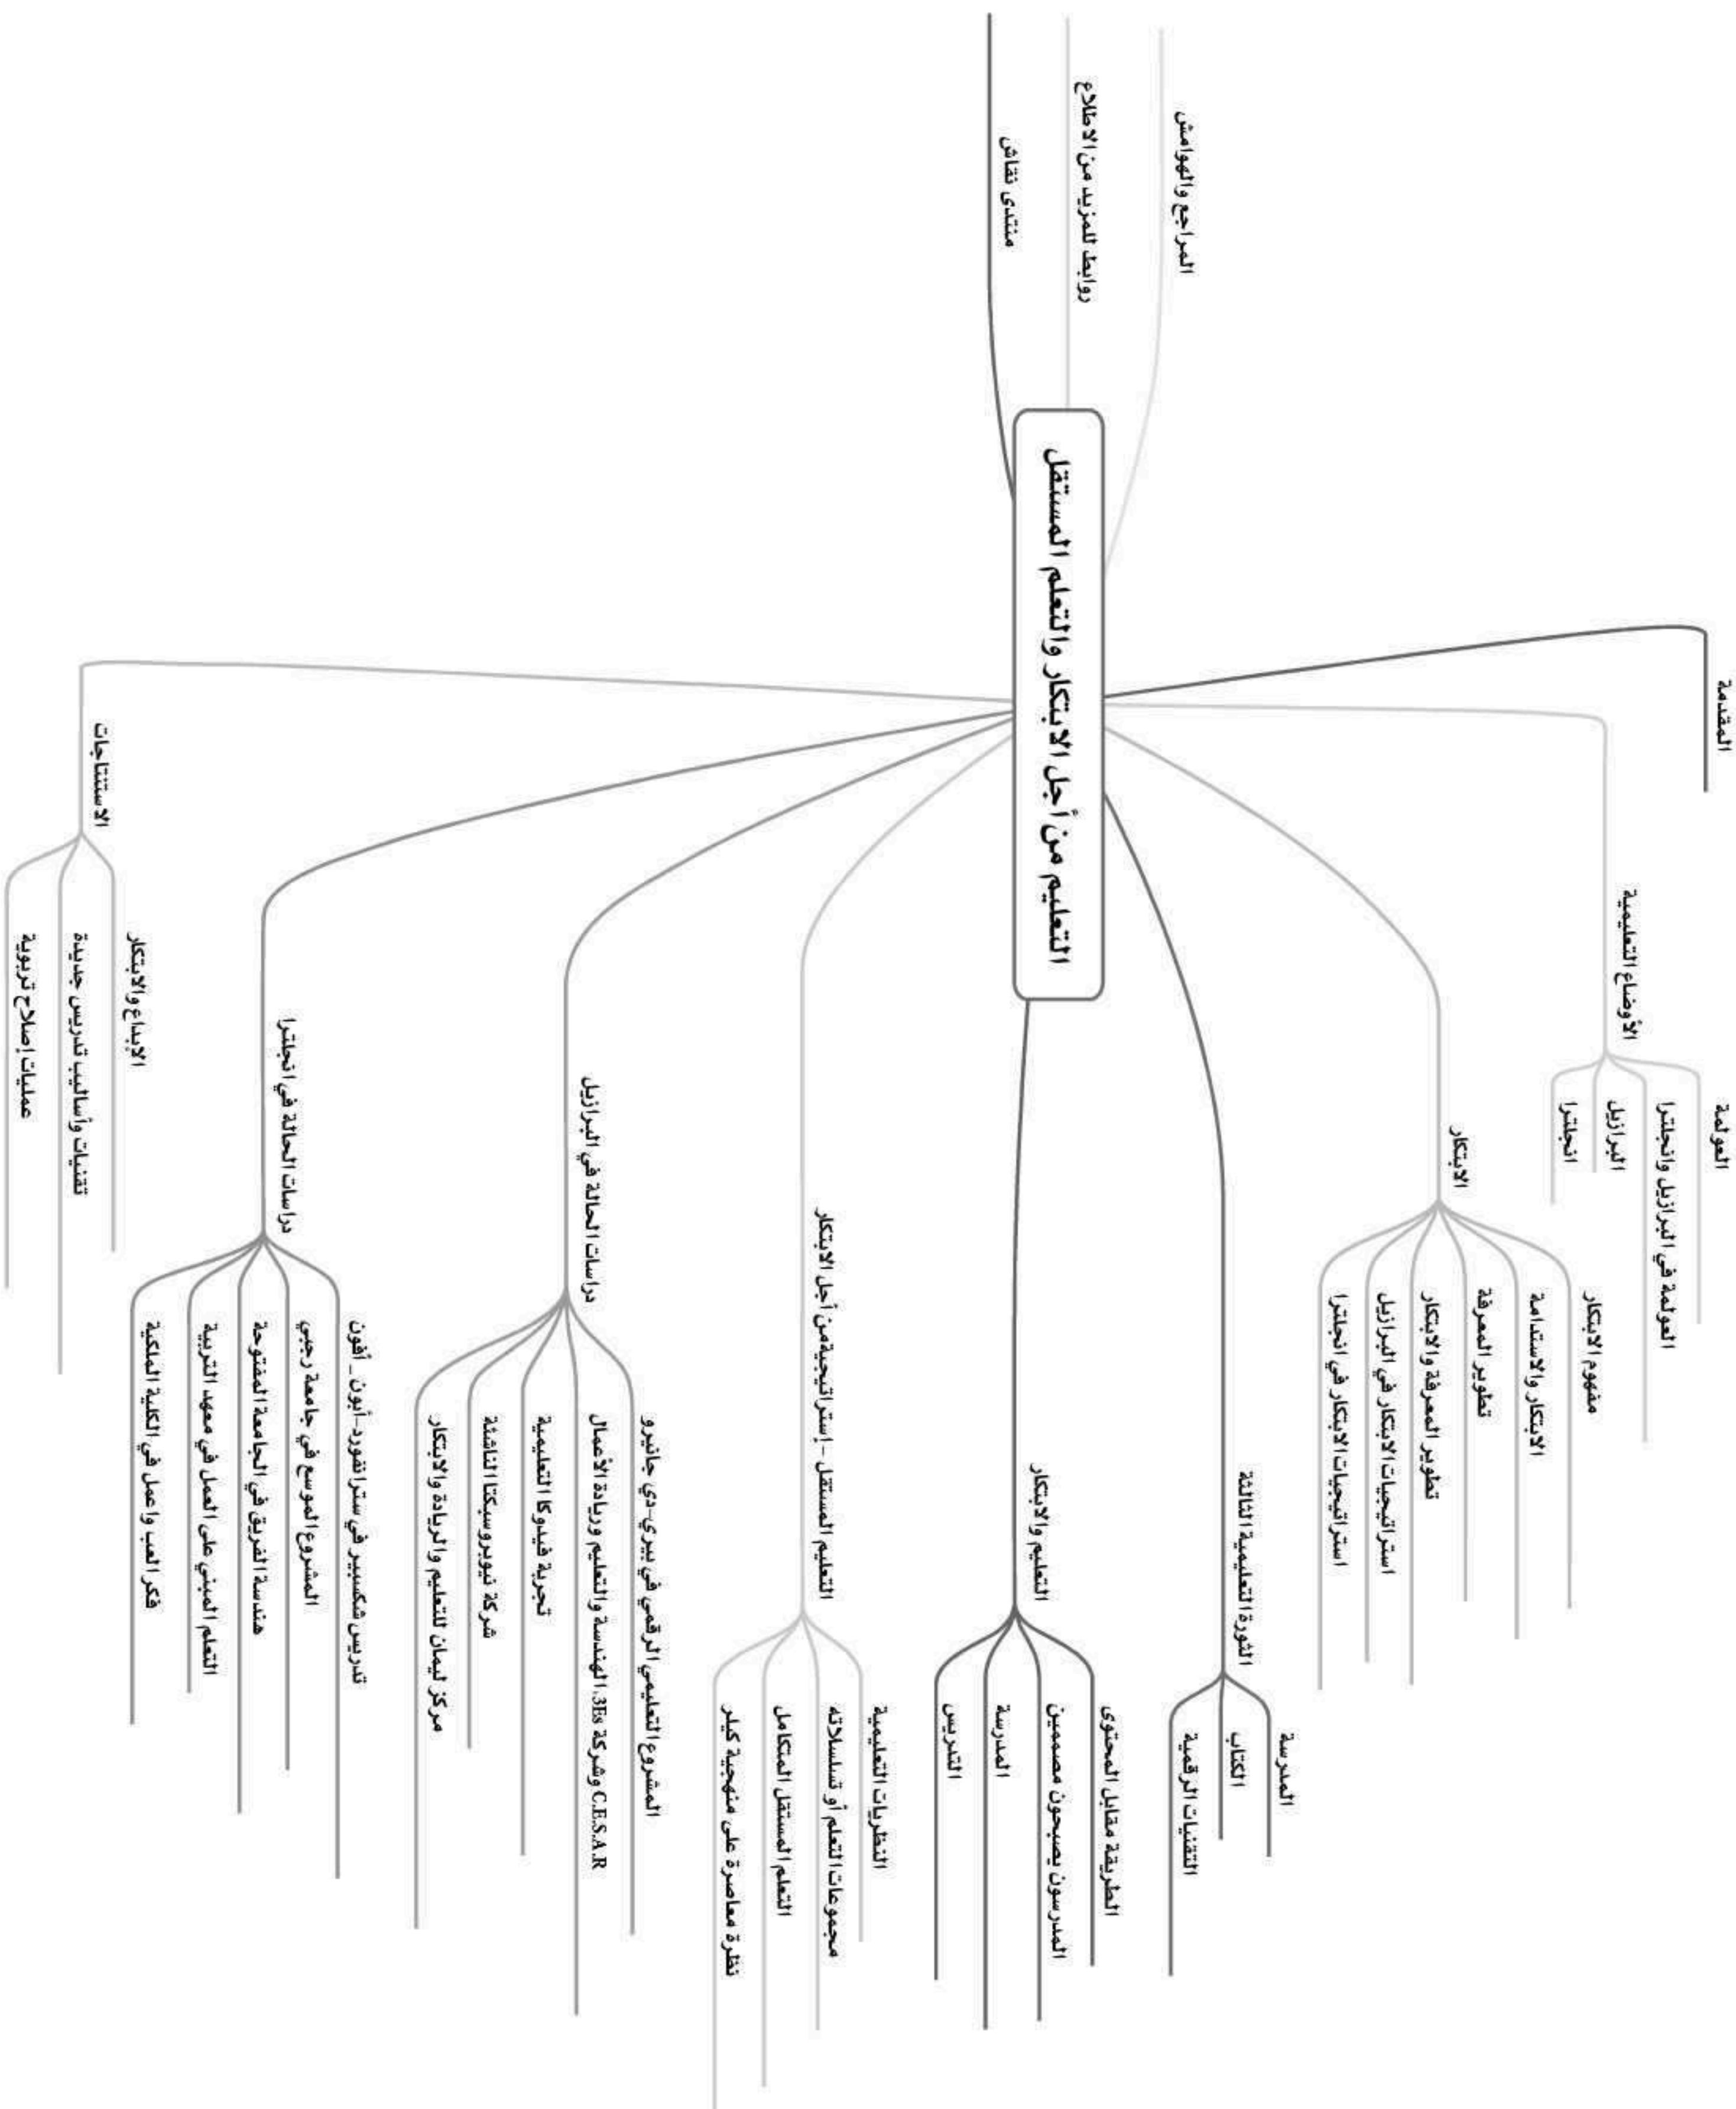 التعليم من أجل الابتكار والتعلم المستقل
المقدمة
الأوضاع التعليمية
العولمة
العولمة في البرازيل وانجلترا
البرازيل
انجلترا
الابتكار
مفهوم الابتكار
الابتكار والاستدامة
تطوير المعرفة
تطوير المعرفة والابتكار
استراتيجيات الابتكار في البرازيل
استراتيجيات الابتكار في انجلترا
الثورة التعليمية الثالثة
المدرسة
الكتاب
التقنيات الرقمية
التعليم والابتكار
الطريقة مقابل المحتوى
المدرسون يصبحون مصممين
المدرسة
التدريس
التعليم المستقل - إستراتيجية من أجل الابتكار
النظريات التعليمية
مجموعات التعلم أو تسلسلاته
التعلم المستقل المتكامل
نظرة معاصرة على منهجية كيلر
دراسات الحالة في البرازيل
المشروع التعليمي الرقمي في بيري-دي جانيرو
C.E.S.A.R وشركة 3Es، الهندسة والتعليم وريادة الأعمال
تجربة فيدوكا التعليمية
شركة نيوبروسبكتا الناشئة
مركز ليمان للتعليم والريادة والابتكار
دراسات الحالة في انجلترا
تدريس شكسبير في ستراتفورد-أبون _ أفون
المشروع الموسع في جامعة رجبي
هندسة الفريق في الجامعة المفتوحة
التعلم المبني على العمل في معهد التربية
فكر العب واعمل في الكلية الملكية
الاستنتاجات
الإبداع والابتكار
تقنيات وأساليب تدريس جديدة
عمليات إصلاح تربوية
المراجع والهوامش
روابط للمزيد من الاطلاع
منتدى نقاش